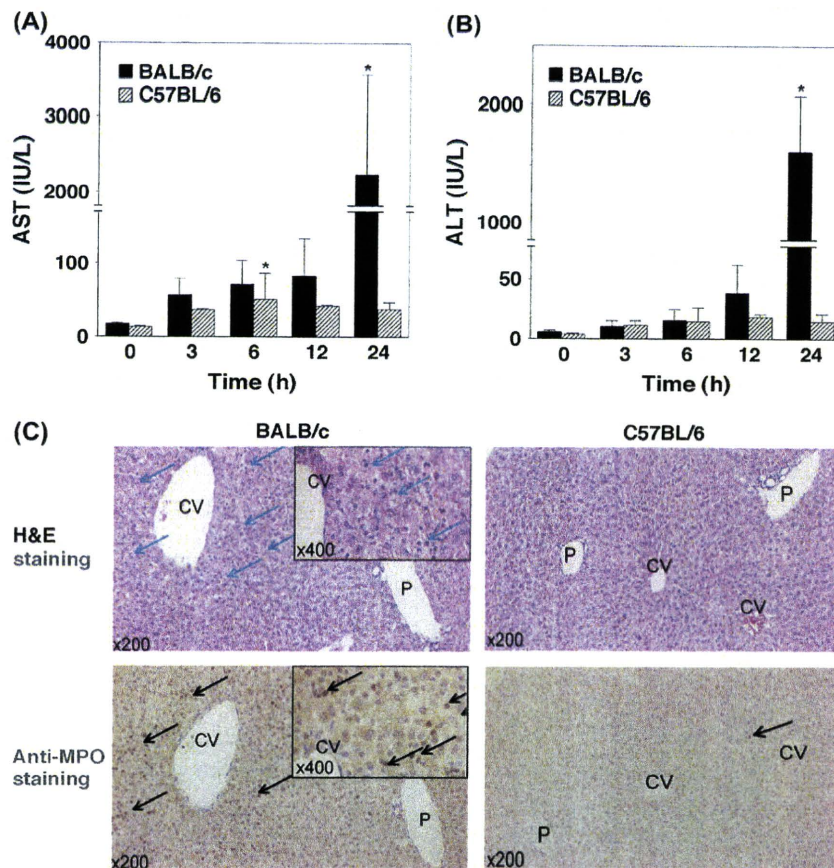 (A)
4000
3000
2000
100
0
AST (IU/L)
BALB/c
C57BL/6
*
*
0 3 6 12 24
Time (h)
(B)
2000
1000
50
0
ALT (IU/L)
BALB/c
C57BL/6
*
0 3 6 12 24
Time (h)
(C)
BALB/c
C57BL/6
H&E
staining
CV
CV
x400
P
x200
P
P
CV
CV
x200
Anti-MPO
staining
CV
CV
x400
P
x200
CV
CV
P
x200